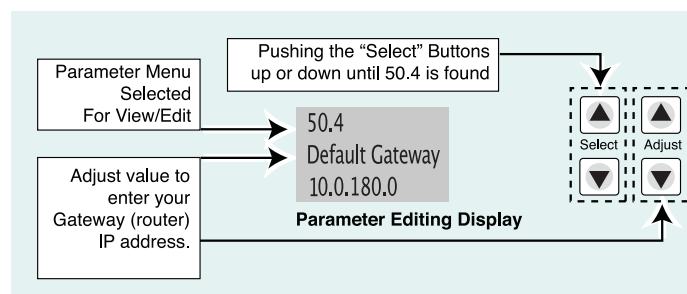 Pushing the “Select” Buttons
up or down until 50.4 is found
Parameter Menu
Selected
For View/Edit
50.4
Default Gateway
10.0.180.0
Select
Adjust
Adjust value to
enter your
Gateway (router)
IP address.
Parameter Editing Display